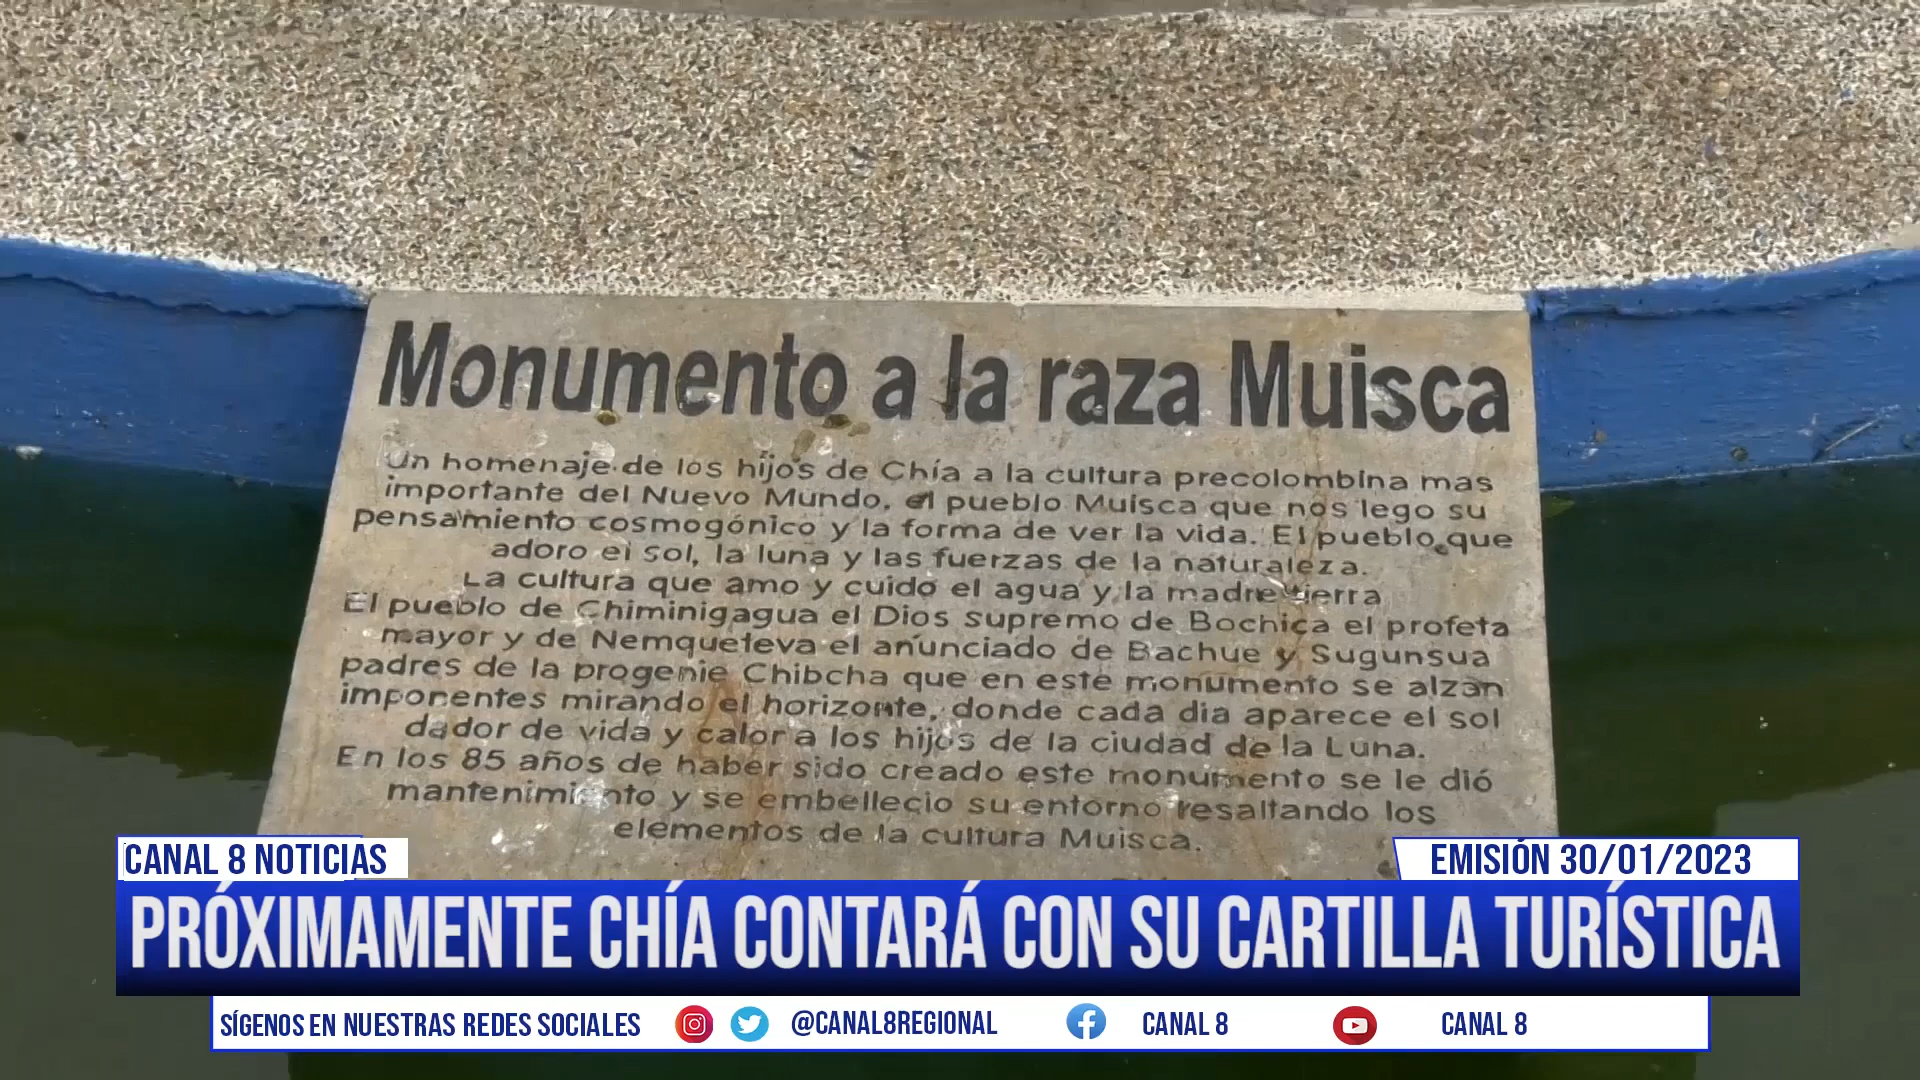 Monumento a la raza Muisca
Un homenaje de los hijos de Chía a la cultura precolombina mas
importante del Nuevo Mundo, el pueblo Muisca que nos lego su
pensamiento cosmogónico y la forma de ver la vida. El pueblo que
adoro el sol, la luna y las fuerzas de la naturaleza.
La cultura que amo y cuido el agua y la madre tierra
El pueblo de Chiminigagua el Dios supremo de Bochica el profeta
mayor y de Nemqueteva el anunciado de Bachue y Sugunsua
padres de la progenie Chibcha que en este monumento se alzan
imponentes mirando el horizonte, donde cada dia aparece el sol
dador de vida y calor a los hijos de la ciudad de la Luna.
En los 85 años de haber sido creado este monumento se le dió
mantenimiento y se embellecio su entorno resaltando los
elementos de la cultura Muisca.
CANAL 8 NOTICIAS
EMISIÓN 30/01/2023
PRÓXIMAMENTE CHÍA CONTARÁ CON SU CARTILLA TURÍSTICA
SÍGENOS EN NUESTRAS REDES SOCIALES @CANAL8REGIONAL CANAL 8 CANAL 8